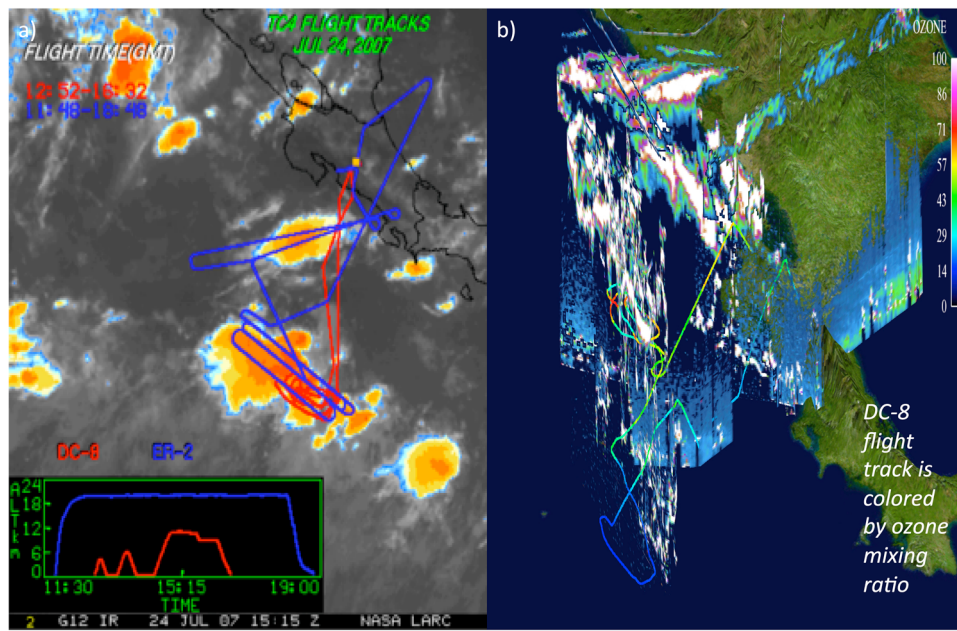 a)
TC4 FLIGHT TRACKS
JUL 24, 2007
FLIGHT TIME(GMT)
12:52-16:32
11:48-18:48
DC-8
ER-2
ALT km
24
18
12
6
0
11:30 15:15 19:00
TIME
2 G12 IR 24 JUL 07 15:15 Z NASA LARC
b)
OZONE
100
86
71
57
43
29
14
0
DC-8
flight
track is
colored
by ozone
mixing
ratio